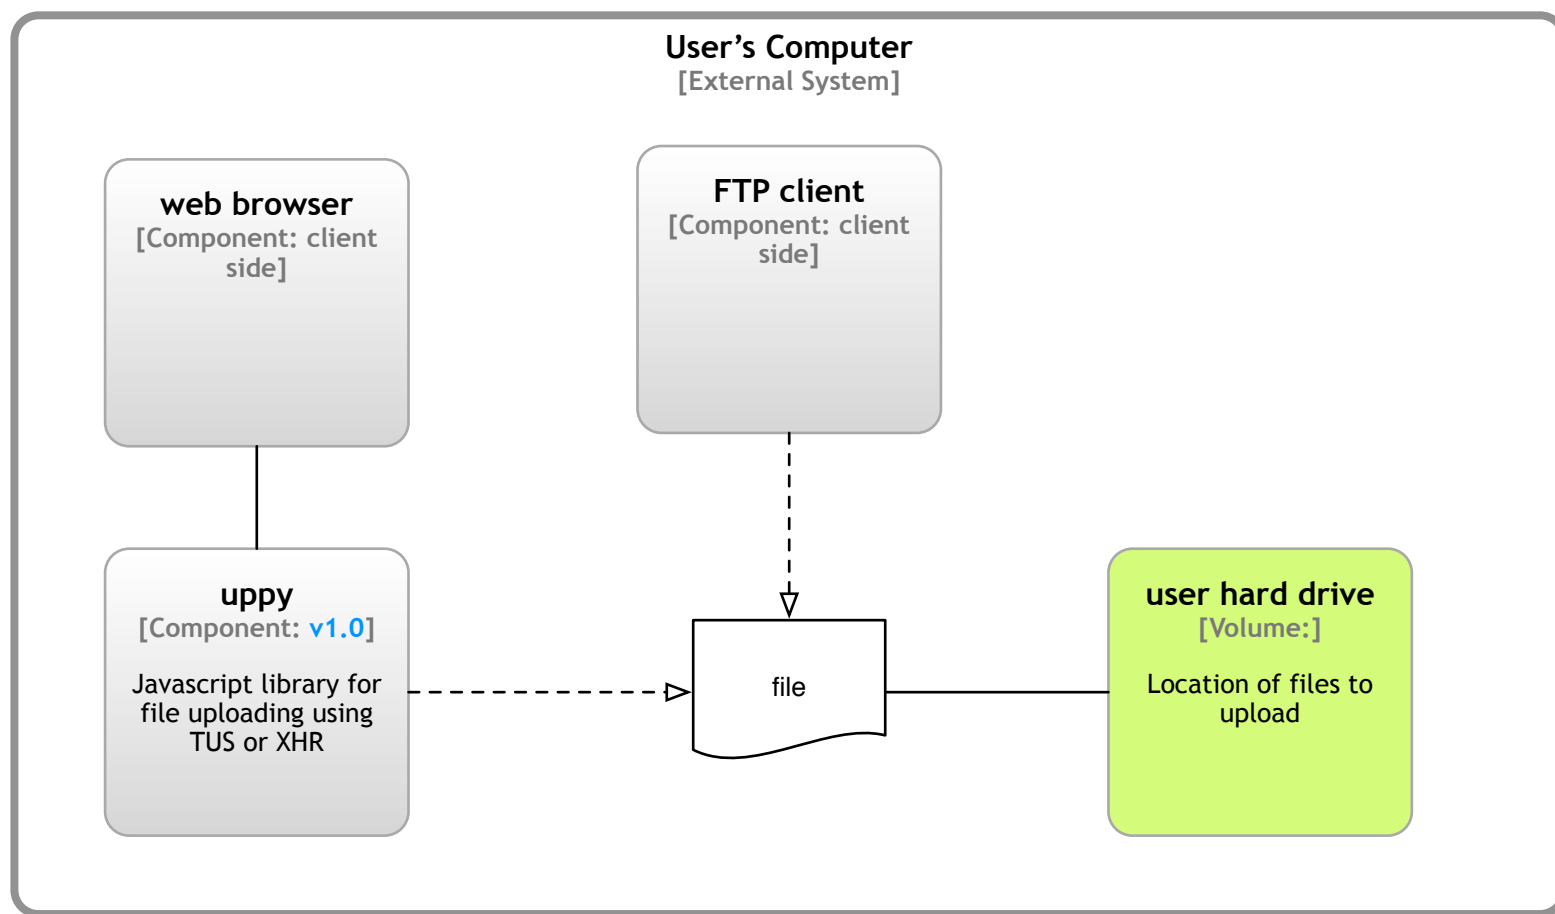 User’s Computer
[External System]
web browser
[Component: client
side]
FTP client
[Component: client
side]
uppy
[Component: v1.0]
Javascript library for
file uploading using
TUS or XHR
file
user hard drive
[Volume:]
Location of files to
upload